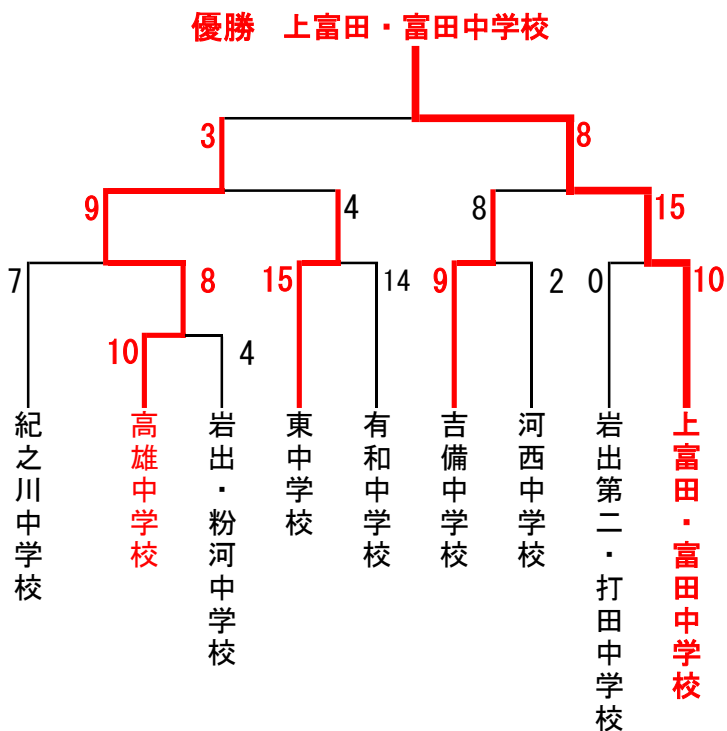 優勝 上富田・富田中学校
3
8
9
4
8
15
7
8
15
14
9
2
0
10
10
4
紀之川中学校
高雄中学校
岩出・粉河中学校
東中学校
有和中学校
吉備中学校
河西中学校
岩出第二・打田中学校
上富田・富田中学校